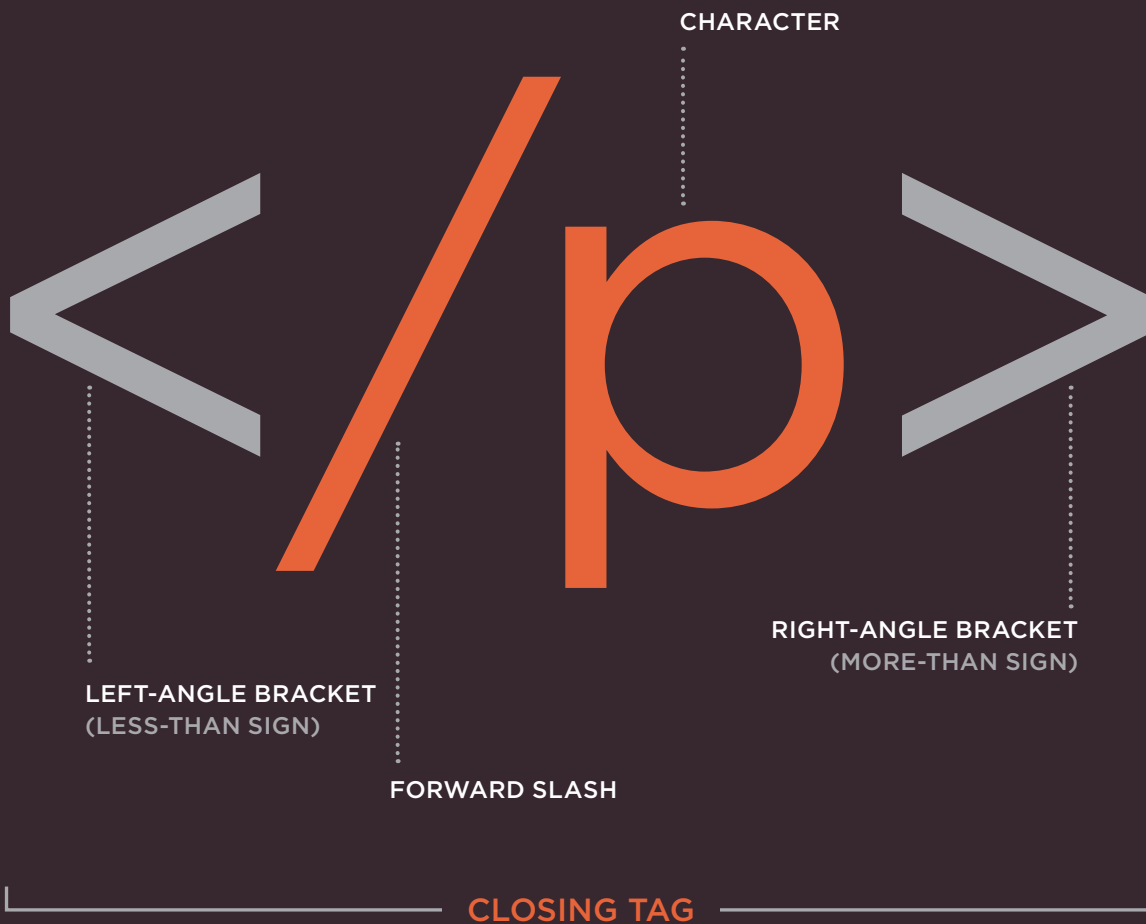 CHARACTER
</p>
RIGHT-ANGLE BRACKET
(MORE-THAN SIGN)
LEFT-ANGLE BRACKET
(LESS-THAN SIGN)
FORWARD SLASH
CLOSING TAG